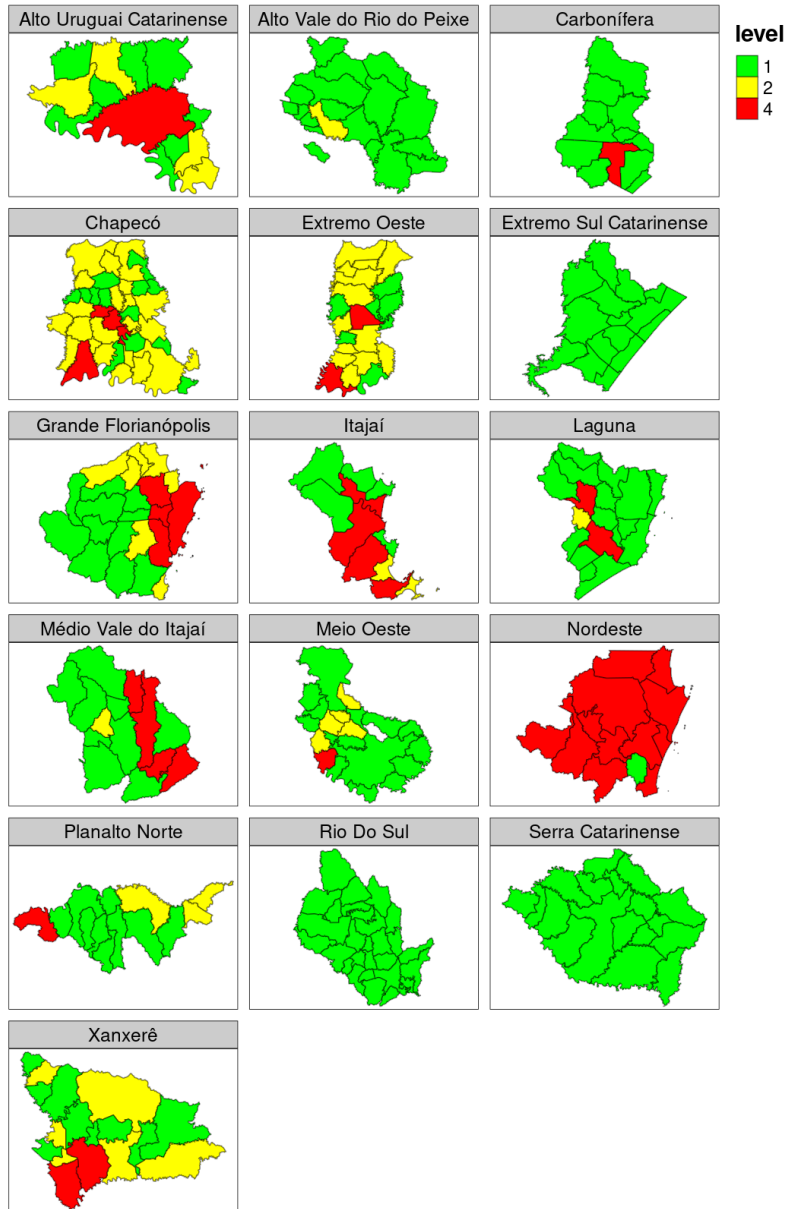 Alto Uruguai Catarinense
Alto Vale do Rio do Peixe
Carbonífera
level
1
2
4
Chapecó
Extremo Oeste
Extremo Sul Catarinense
Grande Florianópolis
Itajaí
Laguna
Médio Vale do Itajaí
Meio Oeste
Nordeste
Planalto Norte
Rio Do Sul
Serra Catarinense
Xanxerê